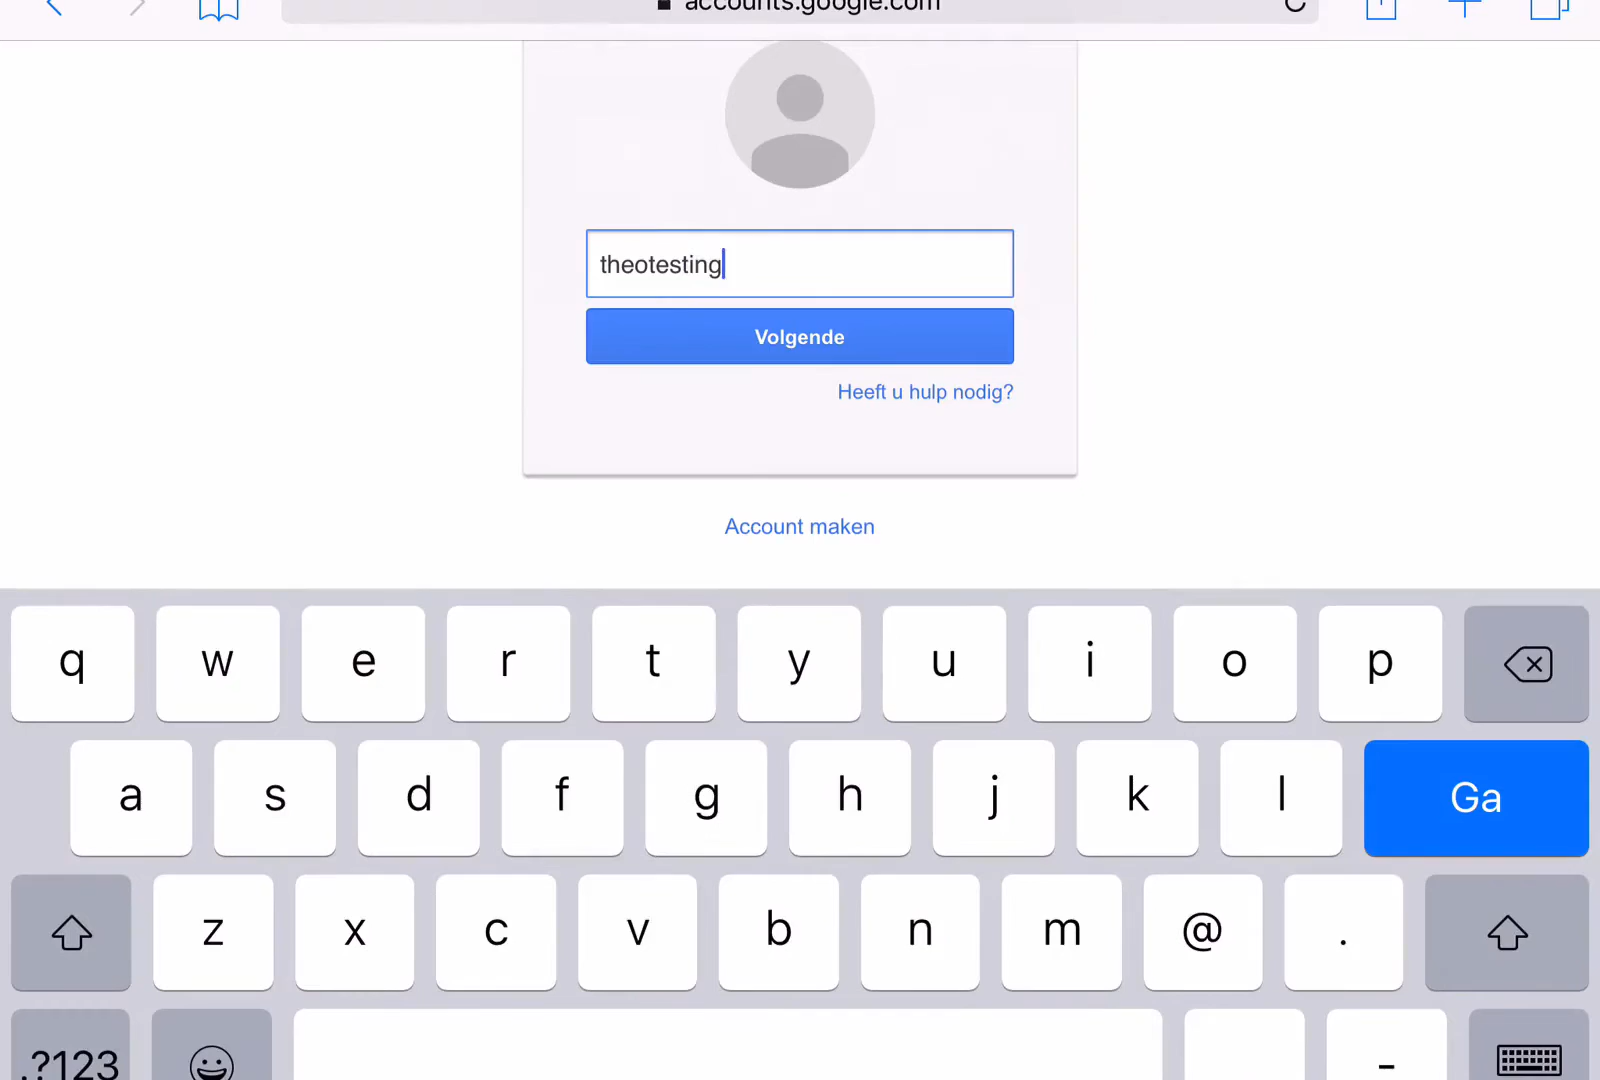 accounts.google.com
theotesting
Volgende
Heeft u hulp nodig?
Account maken
q w e r t y u i o p
a s d f g h j k l Ga
z x c v b n m @ .
.?123 -